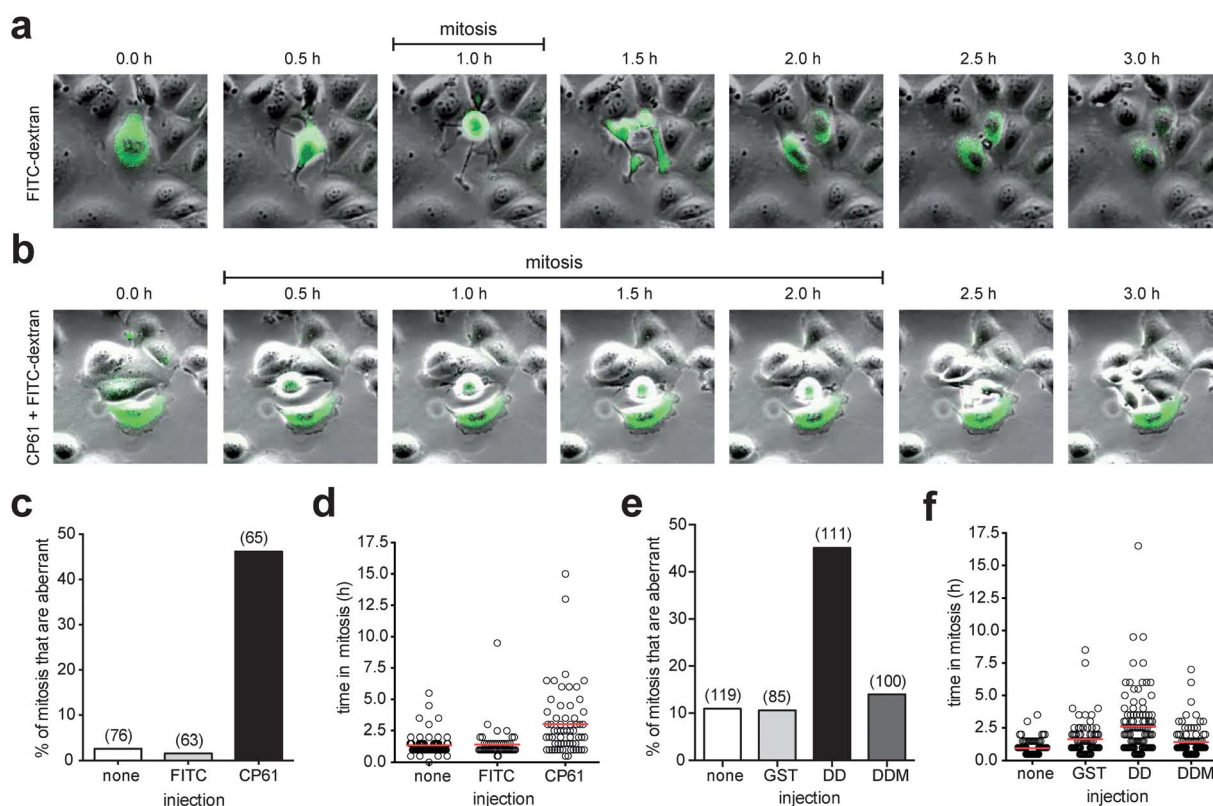 a
mitosis
0.0 h 0.5 h 1.0 h 1.5 h 2.0 h 2.5 h 3.0 h
FITC-dextran
b
mitosis
0.0 h 0.5 h 1.0 h 1.5 h 2.0 h 2.5 h 3.0 h
CP61 + FITC-dextran
c
% of mitosis that are aberrant
50
40
30
20
10
0
(76) (63) (65)
none FITC CP61
injection
d
time in mitosis (h)
17.5
15.0
12.5
10.0
7.5
5.0
2.5
0.0
none FITC CP61
injection
e
% of mitosis that are aberrant
50
40
30
20
10
0
(119) (85) (111) (100)
none GST DD DDM
injection
f
time in mitosis (h)
17.5
15.0
12.5
10.0
7.5
5.0
2.5
0.0
none GST DD DDM
injection